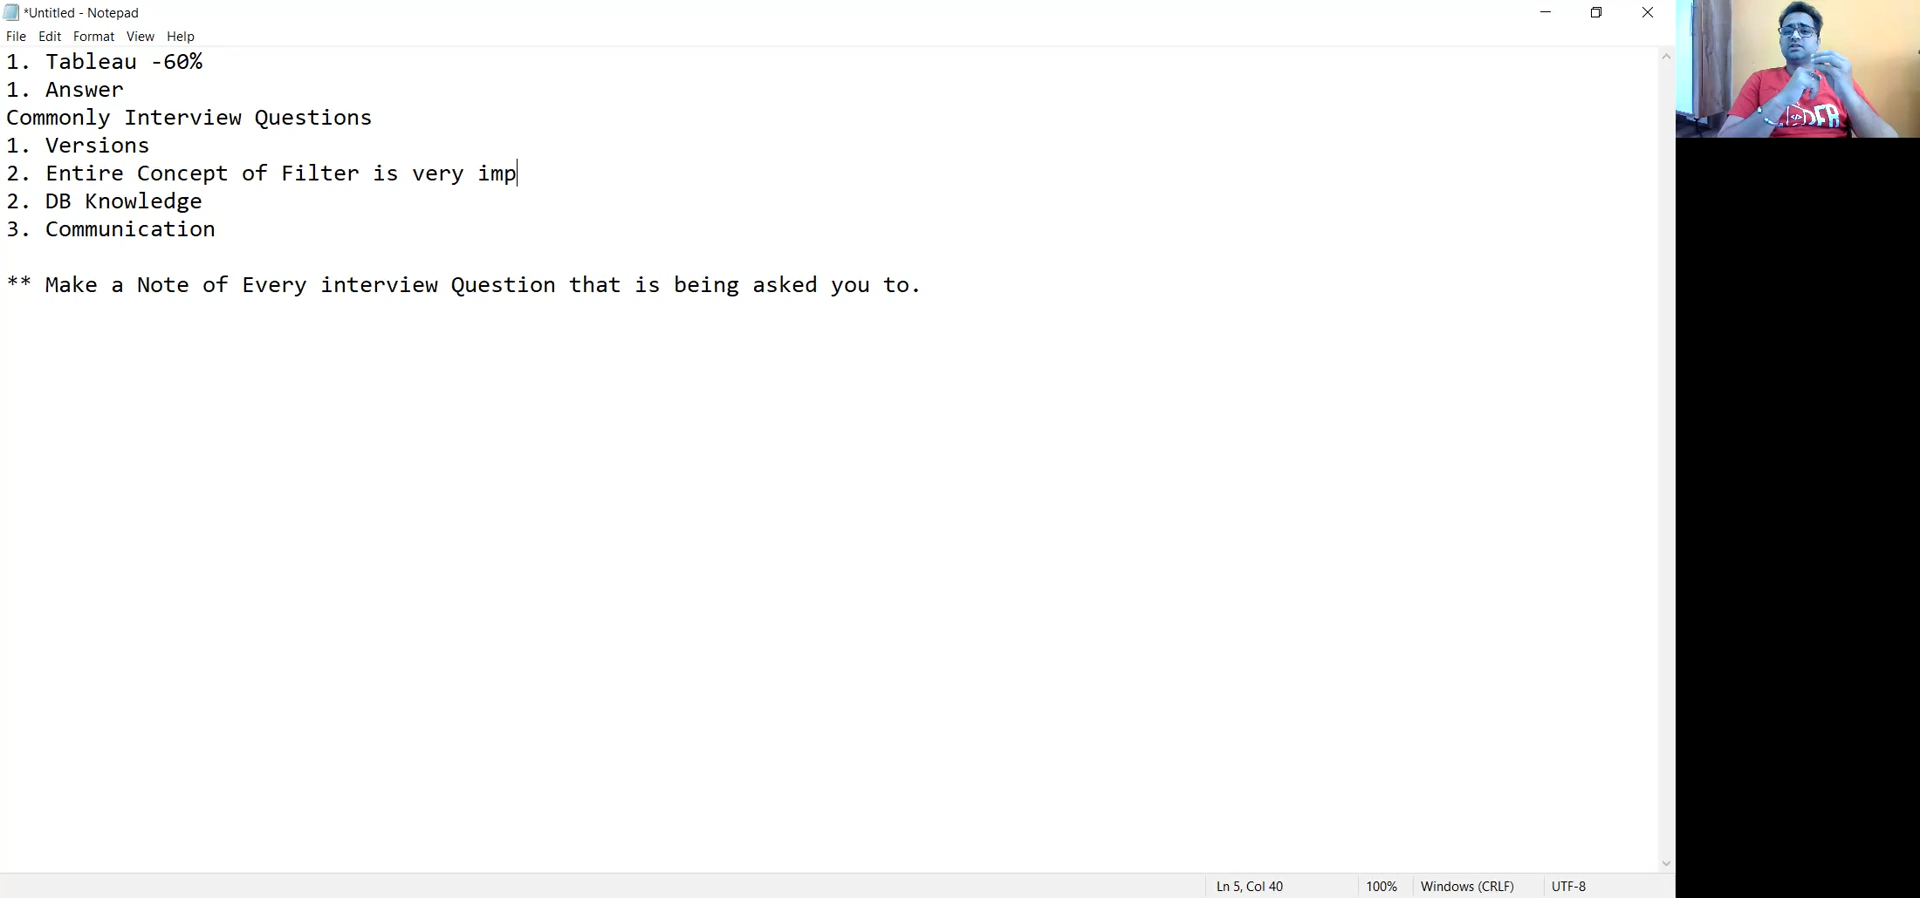 *Untitled - Notepad
File Edit Format View Help
1. Tableau -60%
1. Answer
Commonly Interview Questions
1. Versions
2. Entire Concept of Filter is very imp
2. DB Knowledge
3. Communication
** Make a Note of Every interview Question that is being asked you to.
Ln 5, Col 40 100% Windows (CRLF) UTF-8